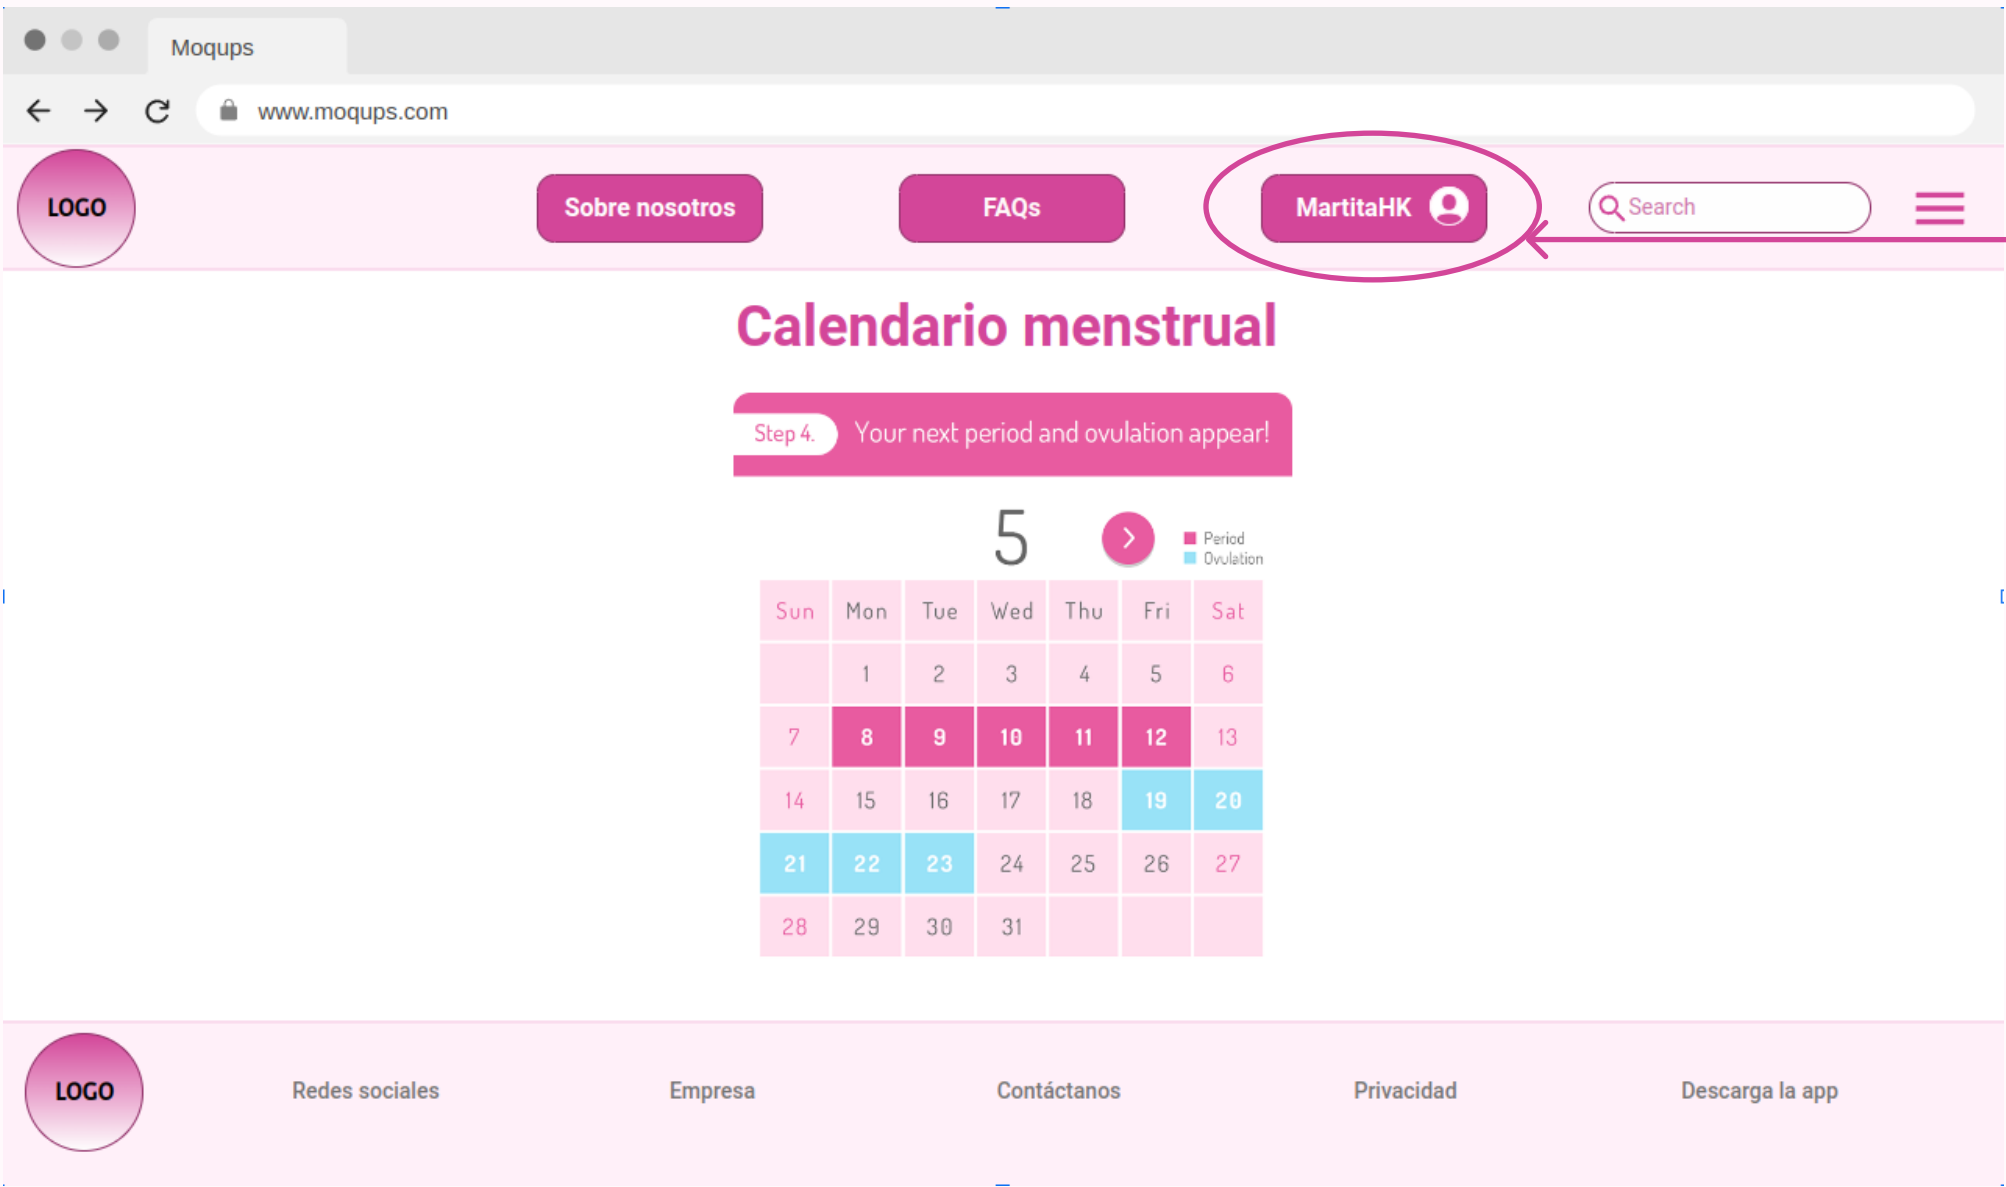 Moqups
www.moqups.com
LOGO
Sobre nosotros
FAQs
MartitaHK
Search
Calendario menstrual
Step 4.
Your next period and ovulation appear!
5
Period
Ovulation
Sun Mon Tue Wed Thu Fri Sat
1 2 3 4 5 6
7 8 9 10 11 12 13
14 15 16 17 18 19 20
21 22 23 24 25 26 27
28 29 30 31
LOGO
Redes sociales
Empresa
Contáctanos
Privacidad
Descarga la app